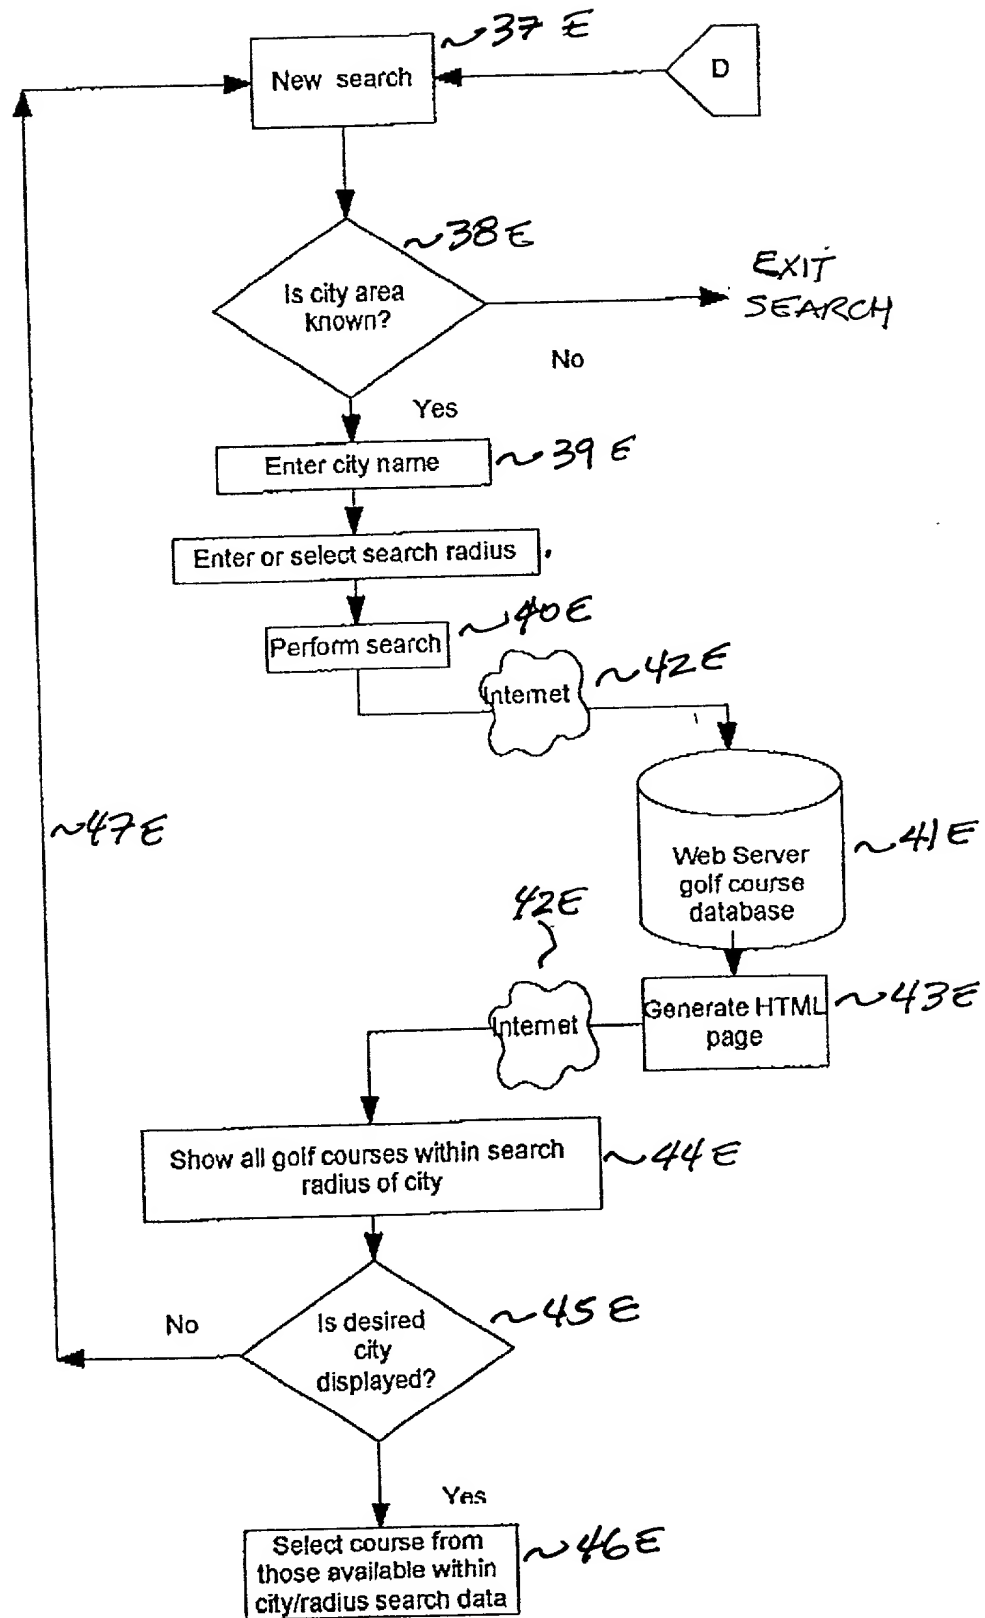 ~37 E
New search
D
~38 E
Is city area
known?
EXIT
SEARCH
No
Yes
Enter city name
~39 E
Enter or select search radius
Perform search
~40E
Internet
~42E
~47E
Web Server
golf course
database
~41E
42E
Internet
Generate HTML
page
~43E
Show all golf courses within search
radius of city
~44E
No
Is desired
city
displayed?
~45E
Yes
Select course from
those available within
city/radius search data
~46E